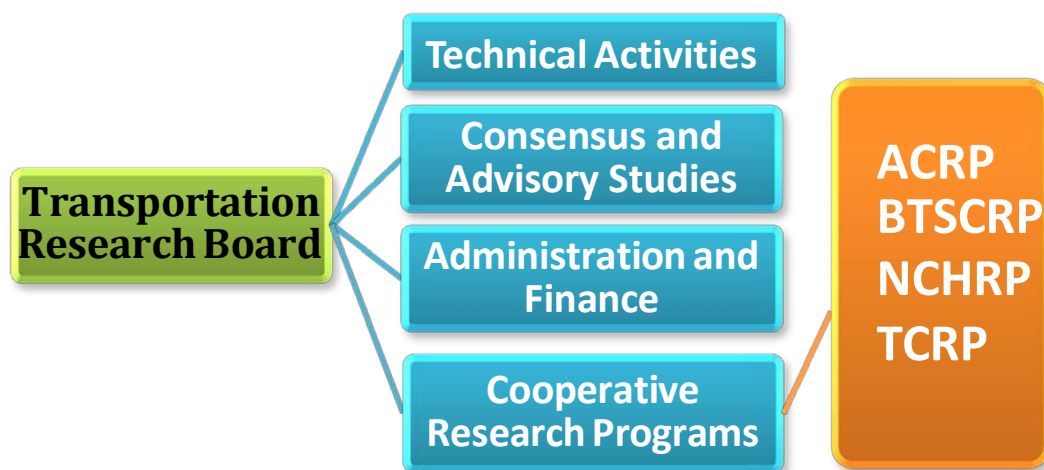 Transportation
Research Board
Technical Activities
Consensus and
Advisory Studies
Administration and
Finance
Cooperative
Research Programs
ACRP
BTSCRP
NCHRP
TCRP